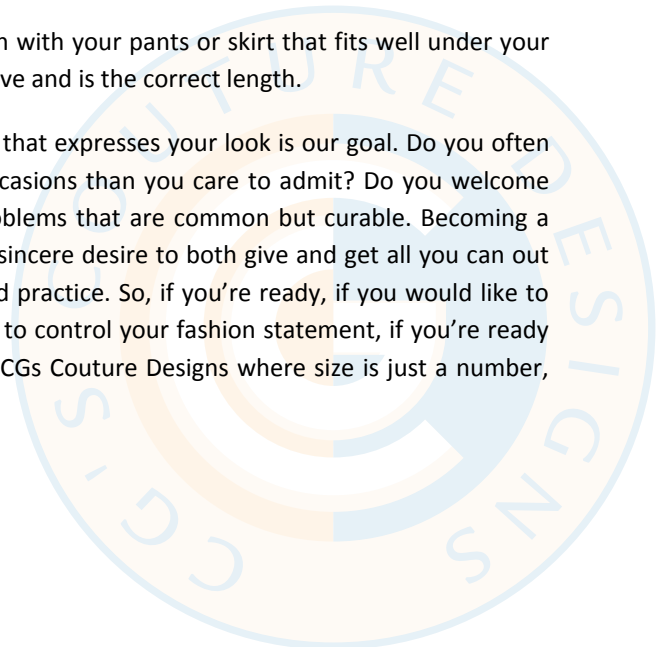 with your pants or skirt that fits well under your
ve and is the correct length.
that expresses your look is our goal. Do you often
casions than you care to admit? Do you welcome
blems that are common but curable. Becoming a
sincere desire to both give and get all you can out
d practice. So, if you’re ready, if you would like to
to control your fashion statement, if you’re ready
CGs Couture Designs where size is just a number,
CG'S COUTURE DESIGNS